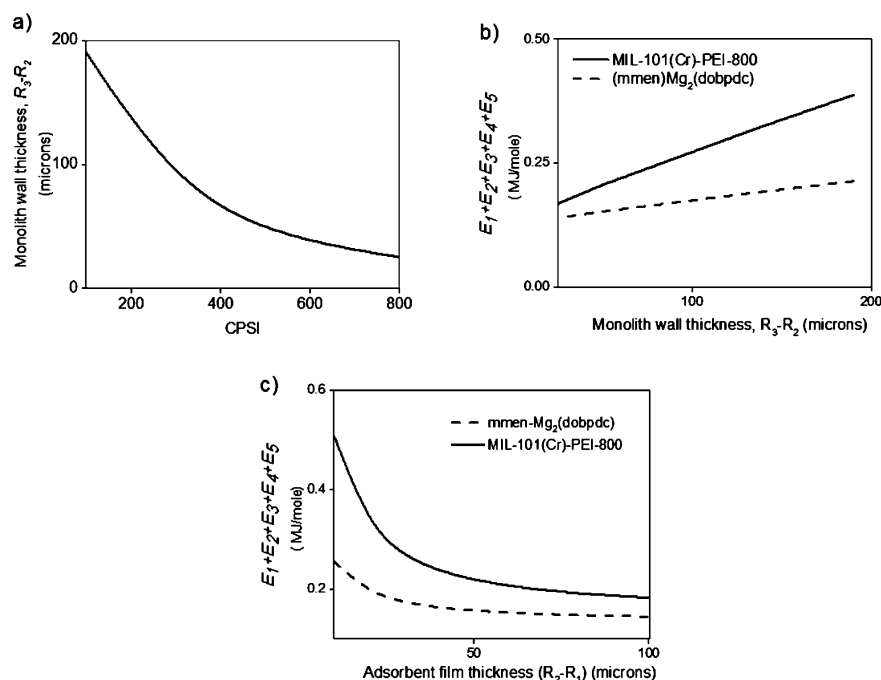 a)
200
100
0
200
400
600
800
Monolith wall thickness, R₃-R₂
(microns)
CPSI
b)
0.50
0.25
0.00
100
200
MIL-101(Cr)-PEI-800
(mmen)Mg₂(dobpdc)
E₁+E₂+E₃+E₄+E₅
( MJ/mole)
Monolith wall thickness, R₃-R₂ (microns)
c)
0.6
0.4
0.2
50
100
mmen-Mg₂(dobpdc)
MIL-101(Cr)-PEI-800
E₁+E₂+E₃+E₄+E₅
( MJ/mole)
Adsorbent film thickness (R₂-R₁) (microns)